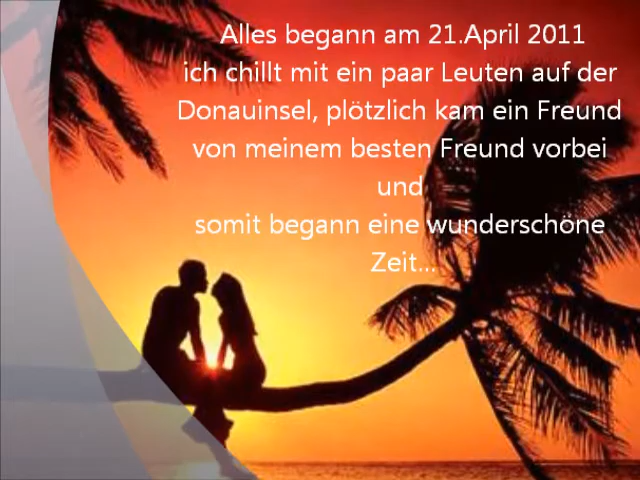 Alles begann am 21.April 2011
ich chillt mit ein paar Leuten auf der
Donauinsel, plötzlich kam ein Freund
von meinem besten Freund vorbei
und
somit begann eine wunderschöne
Zeit...